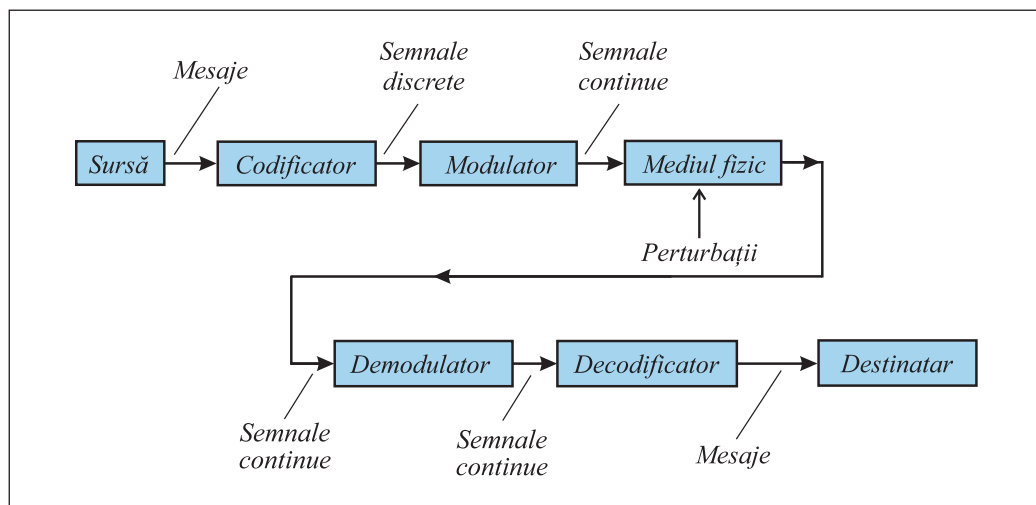 Mesaje
Semnale
discrete
Semnale
continue
Sursă
Codificator
Modulator
Mediul fizic
Perturbații
Demodulator
Decodificator
Destinatar
Semnale
continue
Semnale
continue
Mesaje